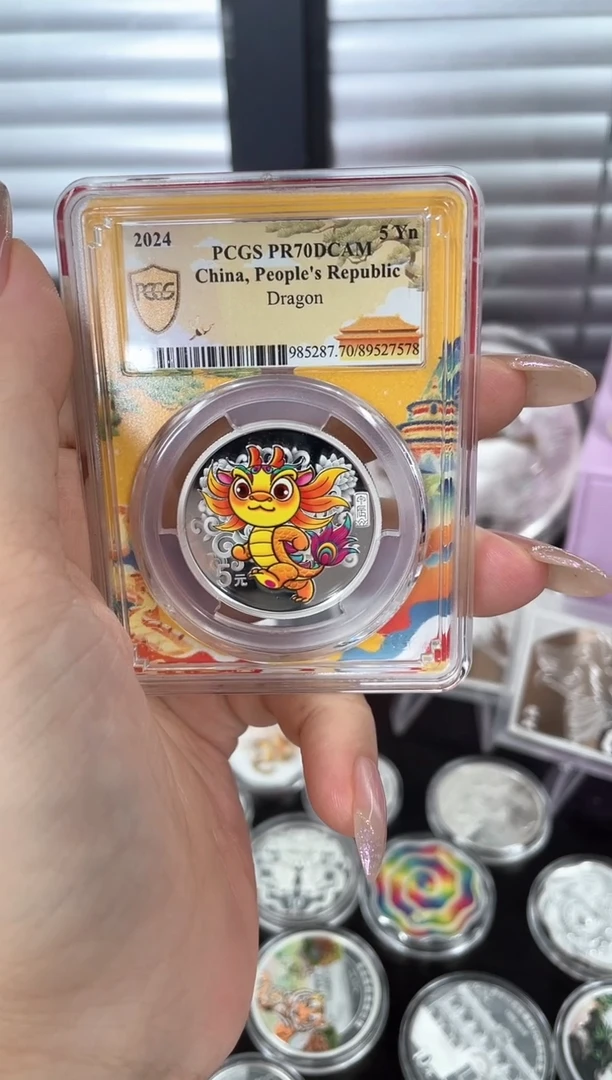 2024
5 Yn
PCGS PR70DCAM
China, People's Republic
Dragon
PCGS
985287.70/89527578
5元